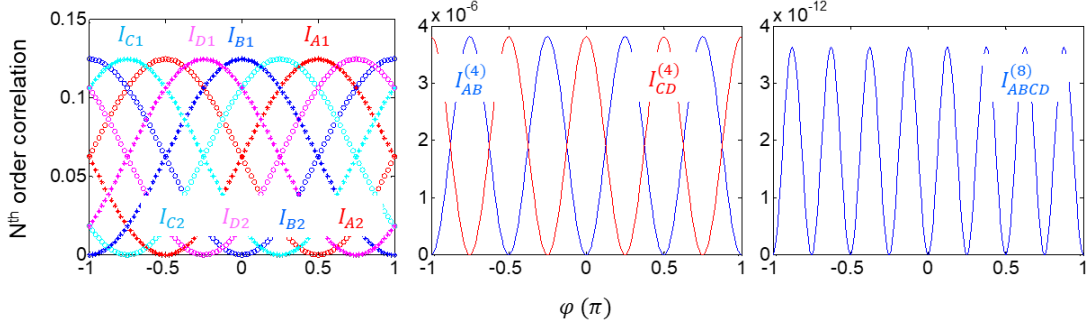 x 10⁻⁶
x 10⁻¹²
0.15
0.1
0.05
0
Nᵗʰ order correlation
I_C1
I_D1
I_B1
I_A1
I_C2
I_D2
I_B2
I_A2
-1 -0.5 0 0.5 1
4
3
2
1
0
I_AB^(4)
I_CD^(4)
-1 -0.5 0 0.5 1
4
3
2
1
0
I_ABCD^(8)
-1 -0.5 0 0.5 1
φ (π)